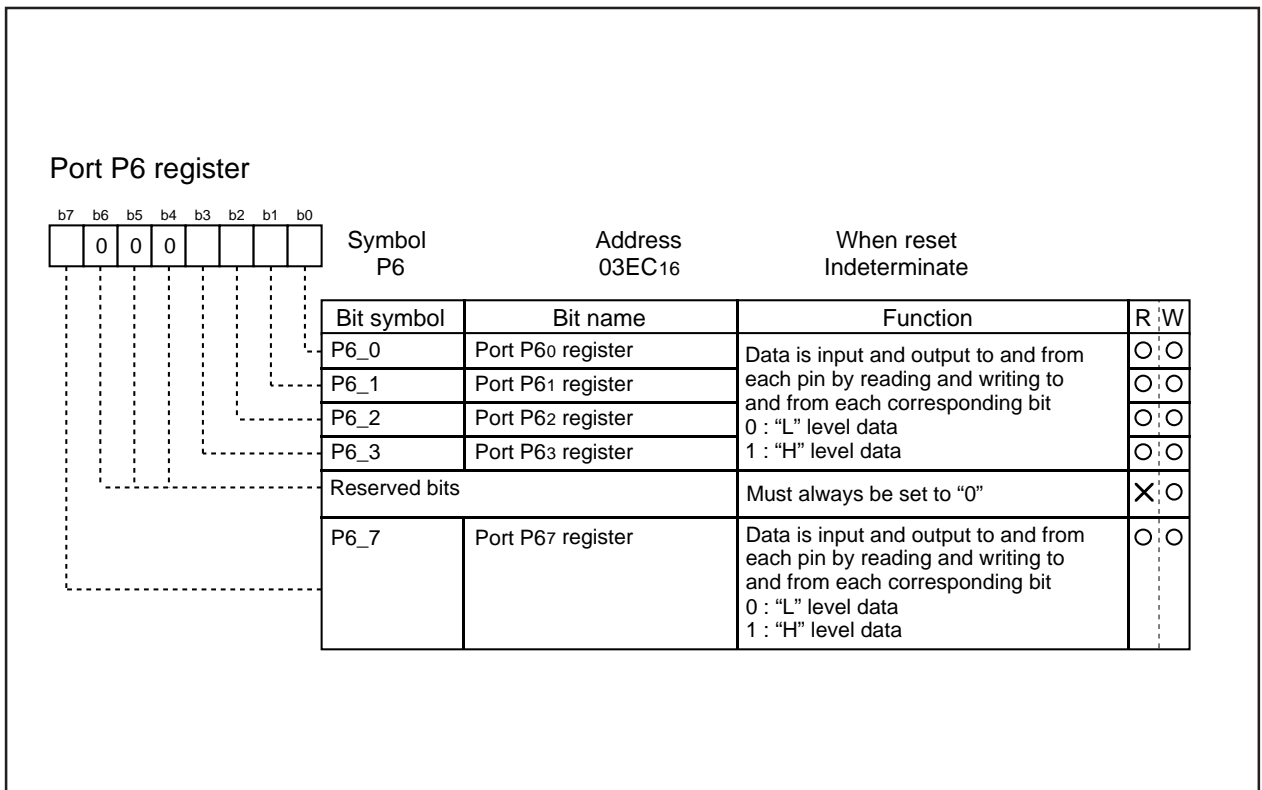 Port P6 register
b7 b6 b5 b4 b3 b2 b1 b0
0 0 0
Symbol Address When reset
P6 03EC16 Indeterminate
Bit symbol Bit name Function R W
P6_0 Port P60 register
P6_1 Port P61 register
P6_2 Port P62 register
P6_3 Port P63 register
Data is input and output to and from
each pin by reading and writing to
and from each corresponding bit
0 : “L” level data
1 : “H” level data
Reserved bits Must always be set to “0”
P6_7 Port P67 register
Data is input and output to and from
each pin by reading and writing to
and from each corresponding bit
0 : “L” level data
1 : “H” level data